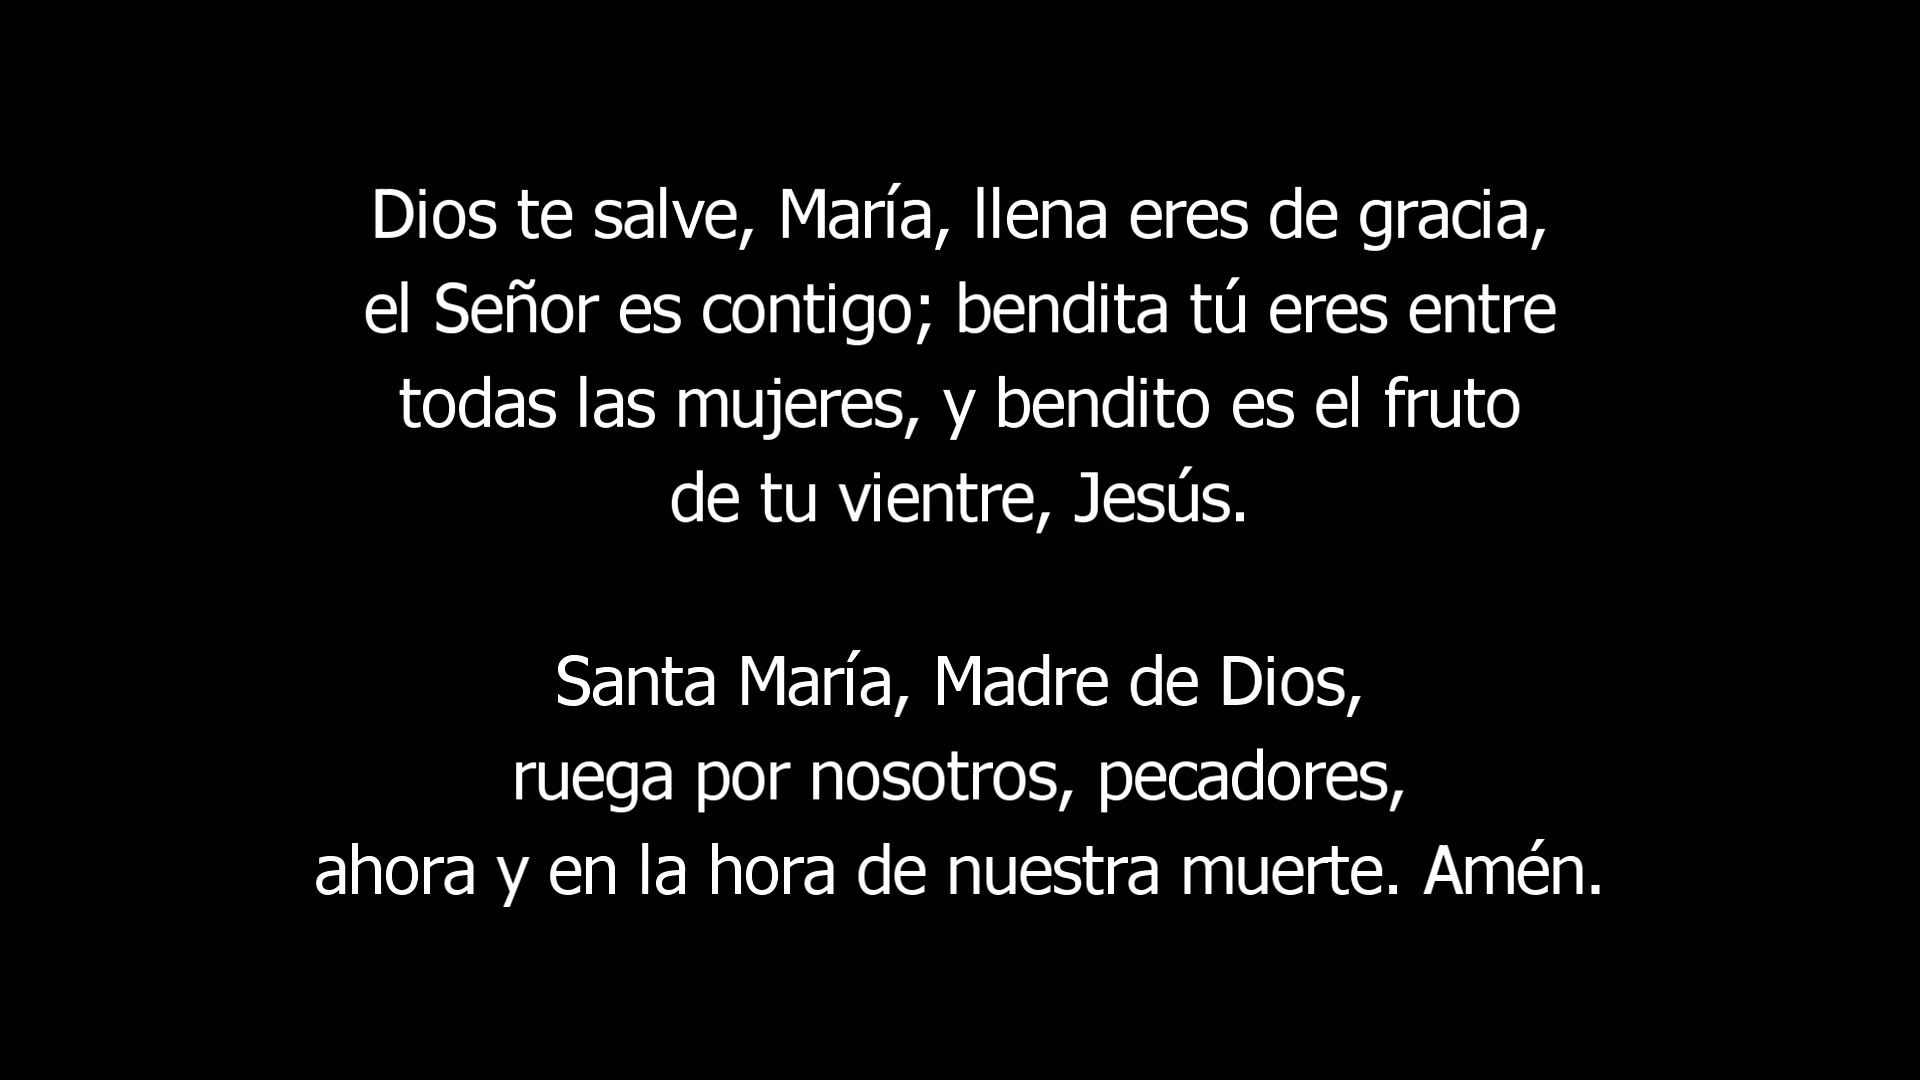 Dios te salve, María, llena eres de gracia,
el Señor es contigo; bendita tú eres entre
todas las mujeres, y bendito es el fruto
de tu vientre, Jesús.
Santa María, Madre de Dios,
ruega por nosotros, pecadores,
ahora y en la hora de nuestra muerte. Amén.